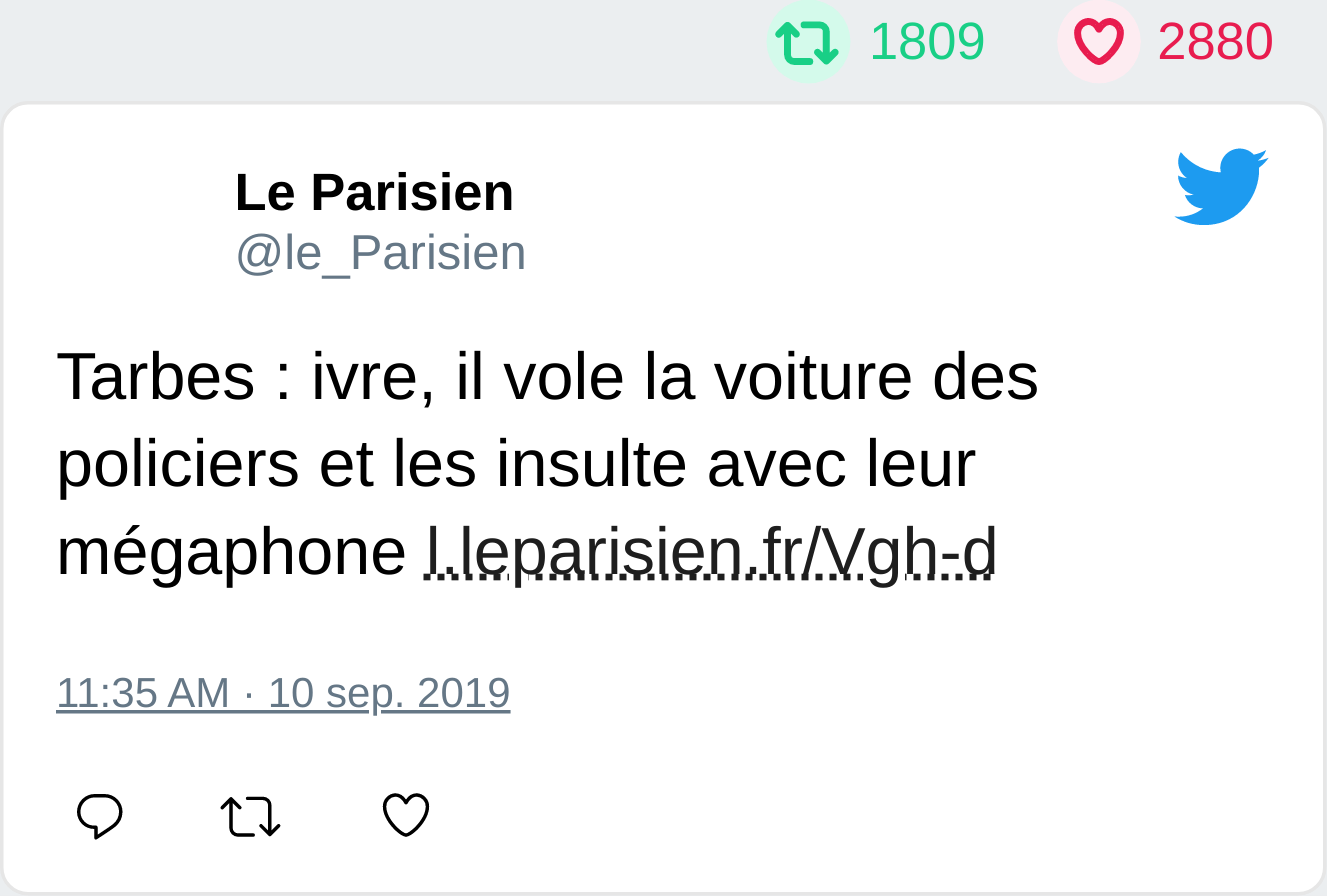 1809 2880
Le Parisien
@le_Parisien
Tarbes : ivre, il vole la voiture des
policiers et les insulte avec leur
mégaphone l.leparisien.fr/Vgh-d
11:35 AM · 10 sep. 2019